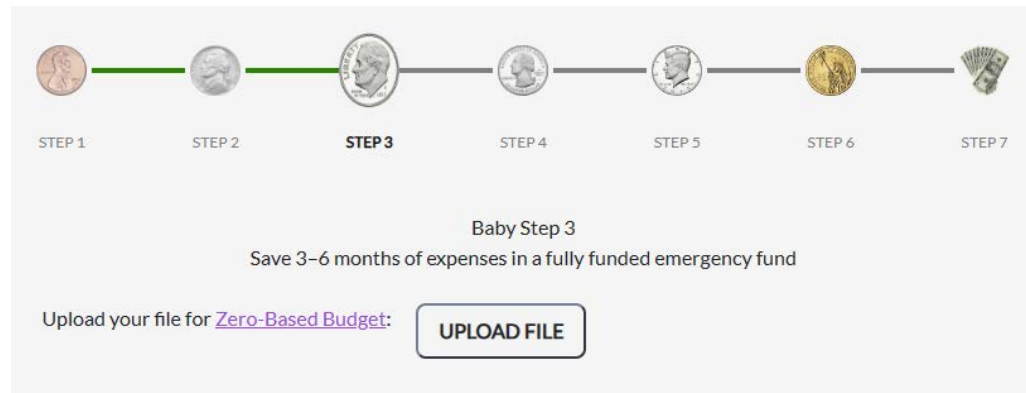 STEP 1
STEP 2
STEP 3
STEP 4
STEP 5
STEP 6
STEP 7
Baby Step 3
Save 3–6 months of expenses in a fully funded emergency fund
Upload your file for Zero-Based Budget:
UPLOAD FILE